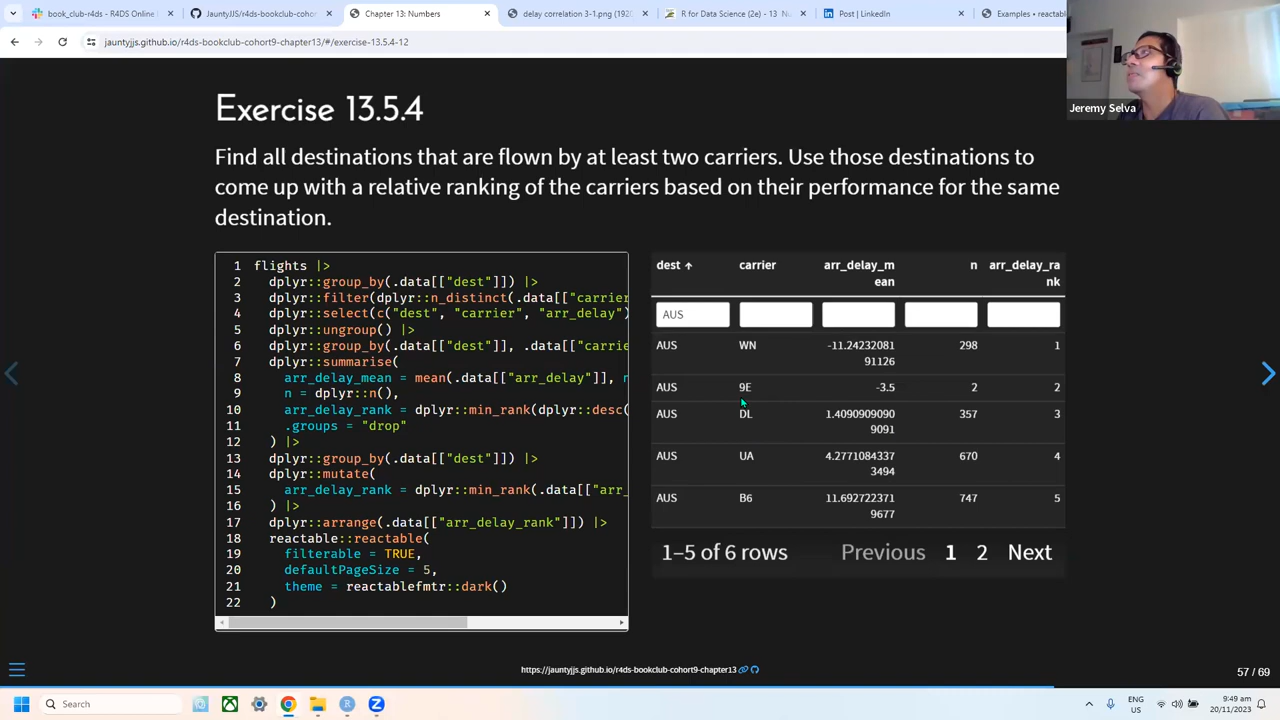 book_club-r4ds - R4DS Online
JauntyJJS/r4ds-bookclub-cohor
Chapter 13: Numbers
delay correlation 3-1.png (1920
R for Data Science (2e) - 13 Num
Post | LinkedIn
Examples • reactable
jauntyjjs.github.io/r4ds-bookclub-cohort9-chapter13/#/exercise-13.5.4-12
Jeremy Selva
Exercise 13.5.4
Find all destinations that are flown by at least two carriers. Use those destinations to
come up with a relative ranking of the carriers based on their performance for the same
destination.
1 flights |>
2 dplyr::group_by(.data[["dest"]]) |>
3 dplyr::filter(dplyr::n_distinct(.data[["carrier
4 dplyr::select(c("dest", "carrier", "arr_delay")
5 dplyr::ungroup() |>
6 dplyr::group_by(.data[["dest"]], .data[["carrie
7 dplyr::summarise(
8 arr_delay_mean = mean(.data[["arr_delay"]], n
9 n = dplyr::n(),
10 arr_delay_rank = dplyr::min_rank(dplyr::desc(
11 .groups = "drop"
12 ) |>
13 dplyr::group_by(.data[["dest"]]) |>
14 dplyr::mutate(
15 arr_delay_rank = dplyr::min_rank(.data[["arr_
16 ) |>
17 dplyr::arrange(.data[["arr_delay_rank"]]) |>
18 reactable::reactable(
19 filterable = TRUE,
20 defaultPageSize = 5,
21 theme = reactablefmtr::dark()
22 )
dest ↑ carrier arr_delay_m n arr_delay_ra
ean nk
AUS
AUS WN -11.24232081 298 1
91126
AUS 9E -3.5 2 2
AUS DL 1.4090909090 357 3
9091
AUS UA 4.2771084337 670 4
3494
AUS B6 11.692722371 747 5
9677
1–5 of 6 rows Previous 1 2 Next
https://jauntyjjs.github.io/r4ds-bookclub-cohort9-chapter13
57 / 69
Search
ENG
US
9:49 am
20/11/2023